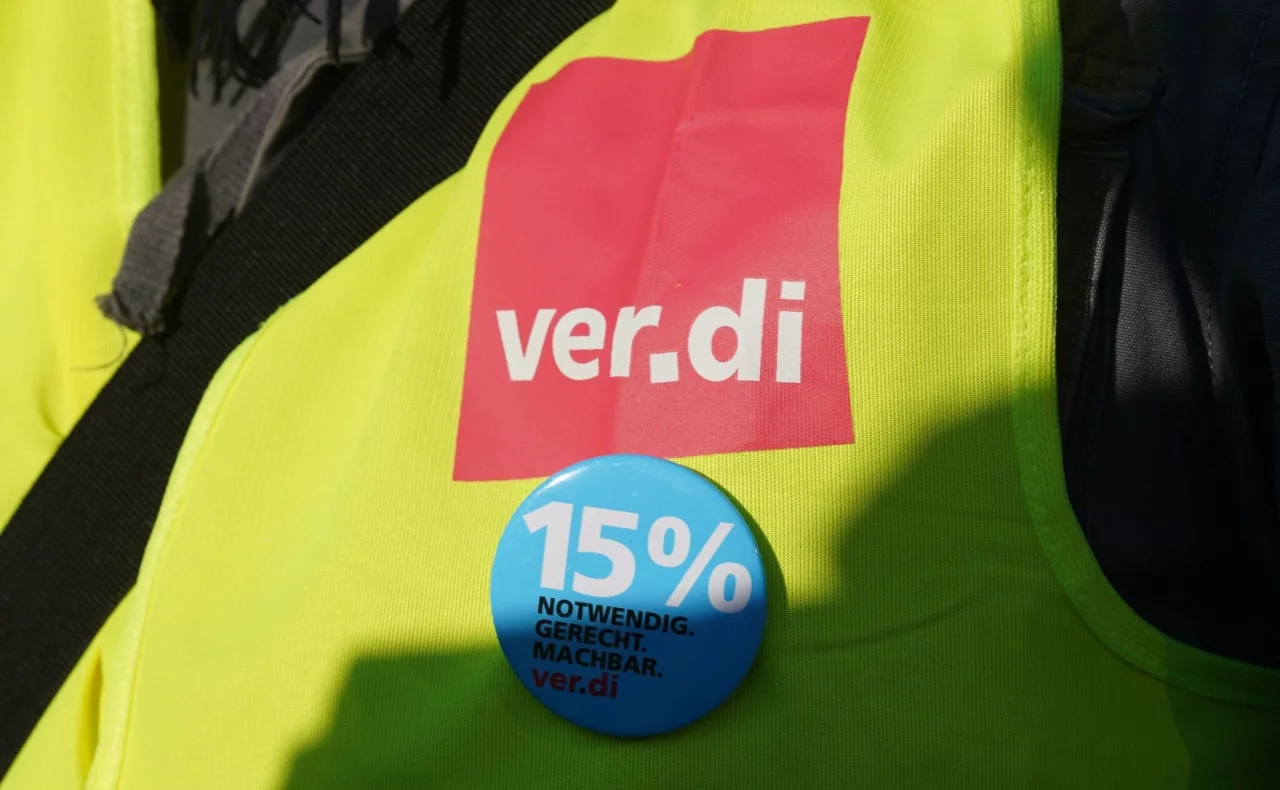 ver.di
15%
NOTWENDIG.
GERECHT.
MACHBAR.
ver.di